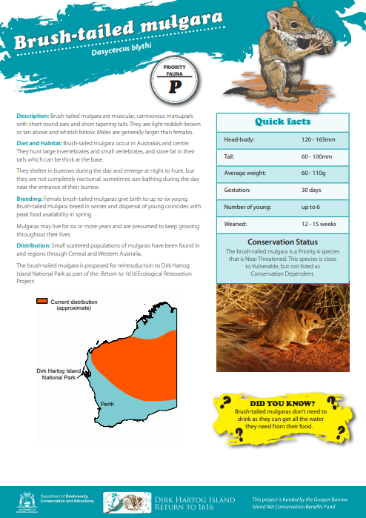 Brush-tailed mulgara
Dasycercus blythi
PRIORITY
FAUNA
P
Description: Brush-tailed mulgaras are muscular, carnivorous marsupials
with short round ears and short tapering tails. They are light reddish-brown
or tan above and whitish below. Males are generally larger than females.
Diet and Habitat: Brush-tailed mulgaras occur in Australia's arid centre.
They hunt large invertebrates and small vertebrates, and store fat in their
tails which can be thick at the base.
They shelter in burrows during the day and emerge at night to hunt, but
they are not completely nocturnal, sometimes sun-bathing during the day
near the entrance of their burrow.
Breeding: Female brush-tailed mulgaras give birth to up to six young.
Brush-tailed mulgara breed in winter and dispersal of young coincides with
peak food availability in spring.
Mulgaras may live for six or more years and are presumed to keep growing
throughout their lives.
Distribution: Small scattered populations of mulgaras have been found in
arid regions through Central and Western Australia.
The brush-tailed mulgara is proposed for reintroduction to Dirk Hartog
Island National Park as part of the Return to 1616 Ecological Restoration
Project.
Current distribution
(approximate)
Dirk Hartog Island
National Park
Perth
Quick facts
Head-body: 120 - 165mm
Tail: 60 - 100mm
Average weight: 60 - 110g
Gestation: 30 days
Number of young: up to 6
Weaned: 12 - 15 weeks
Conservation Status
The brush-tailed mulgara is a Priority 4 species
that is Near Threatened. This species is close
to Vulnerable, but not listed as
Conservation Dependent.
DID YOU KNOW?
Brush-tailed mulgaras don't need to
drink as they can get all the water
they need from their food.
Department of Biodiversity,
Conservation and Attractions
DIRK HARTOG ISLAND
RETURN TO 1616
This project is funded by the Gorgon Barrow
Island Net Conservation Benefits Fund